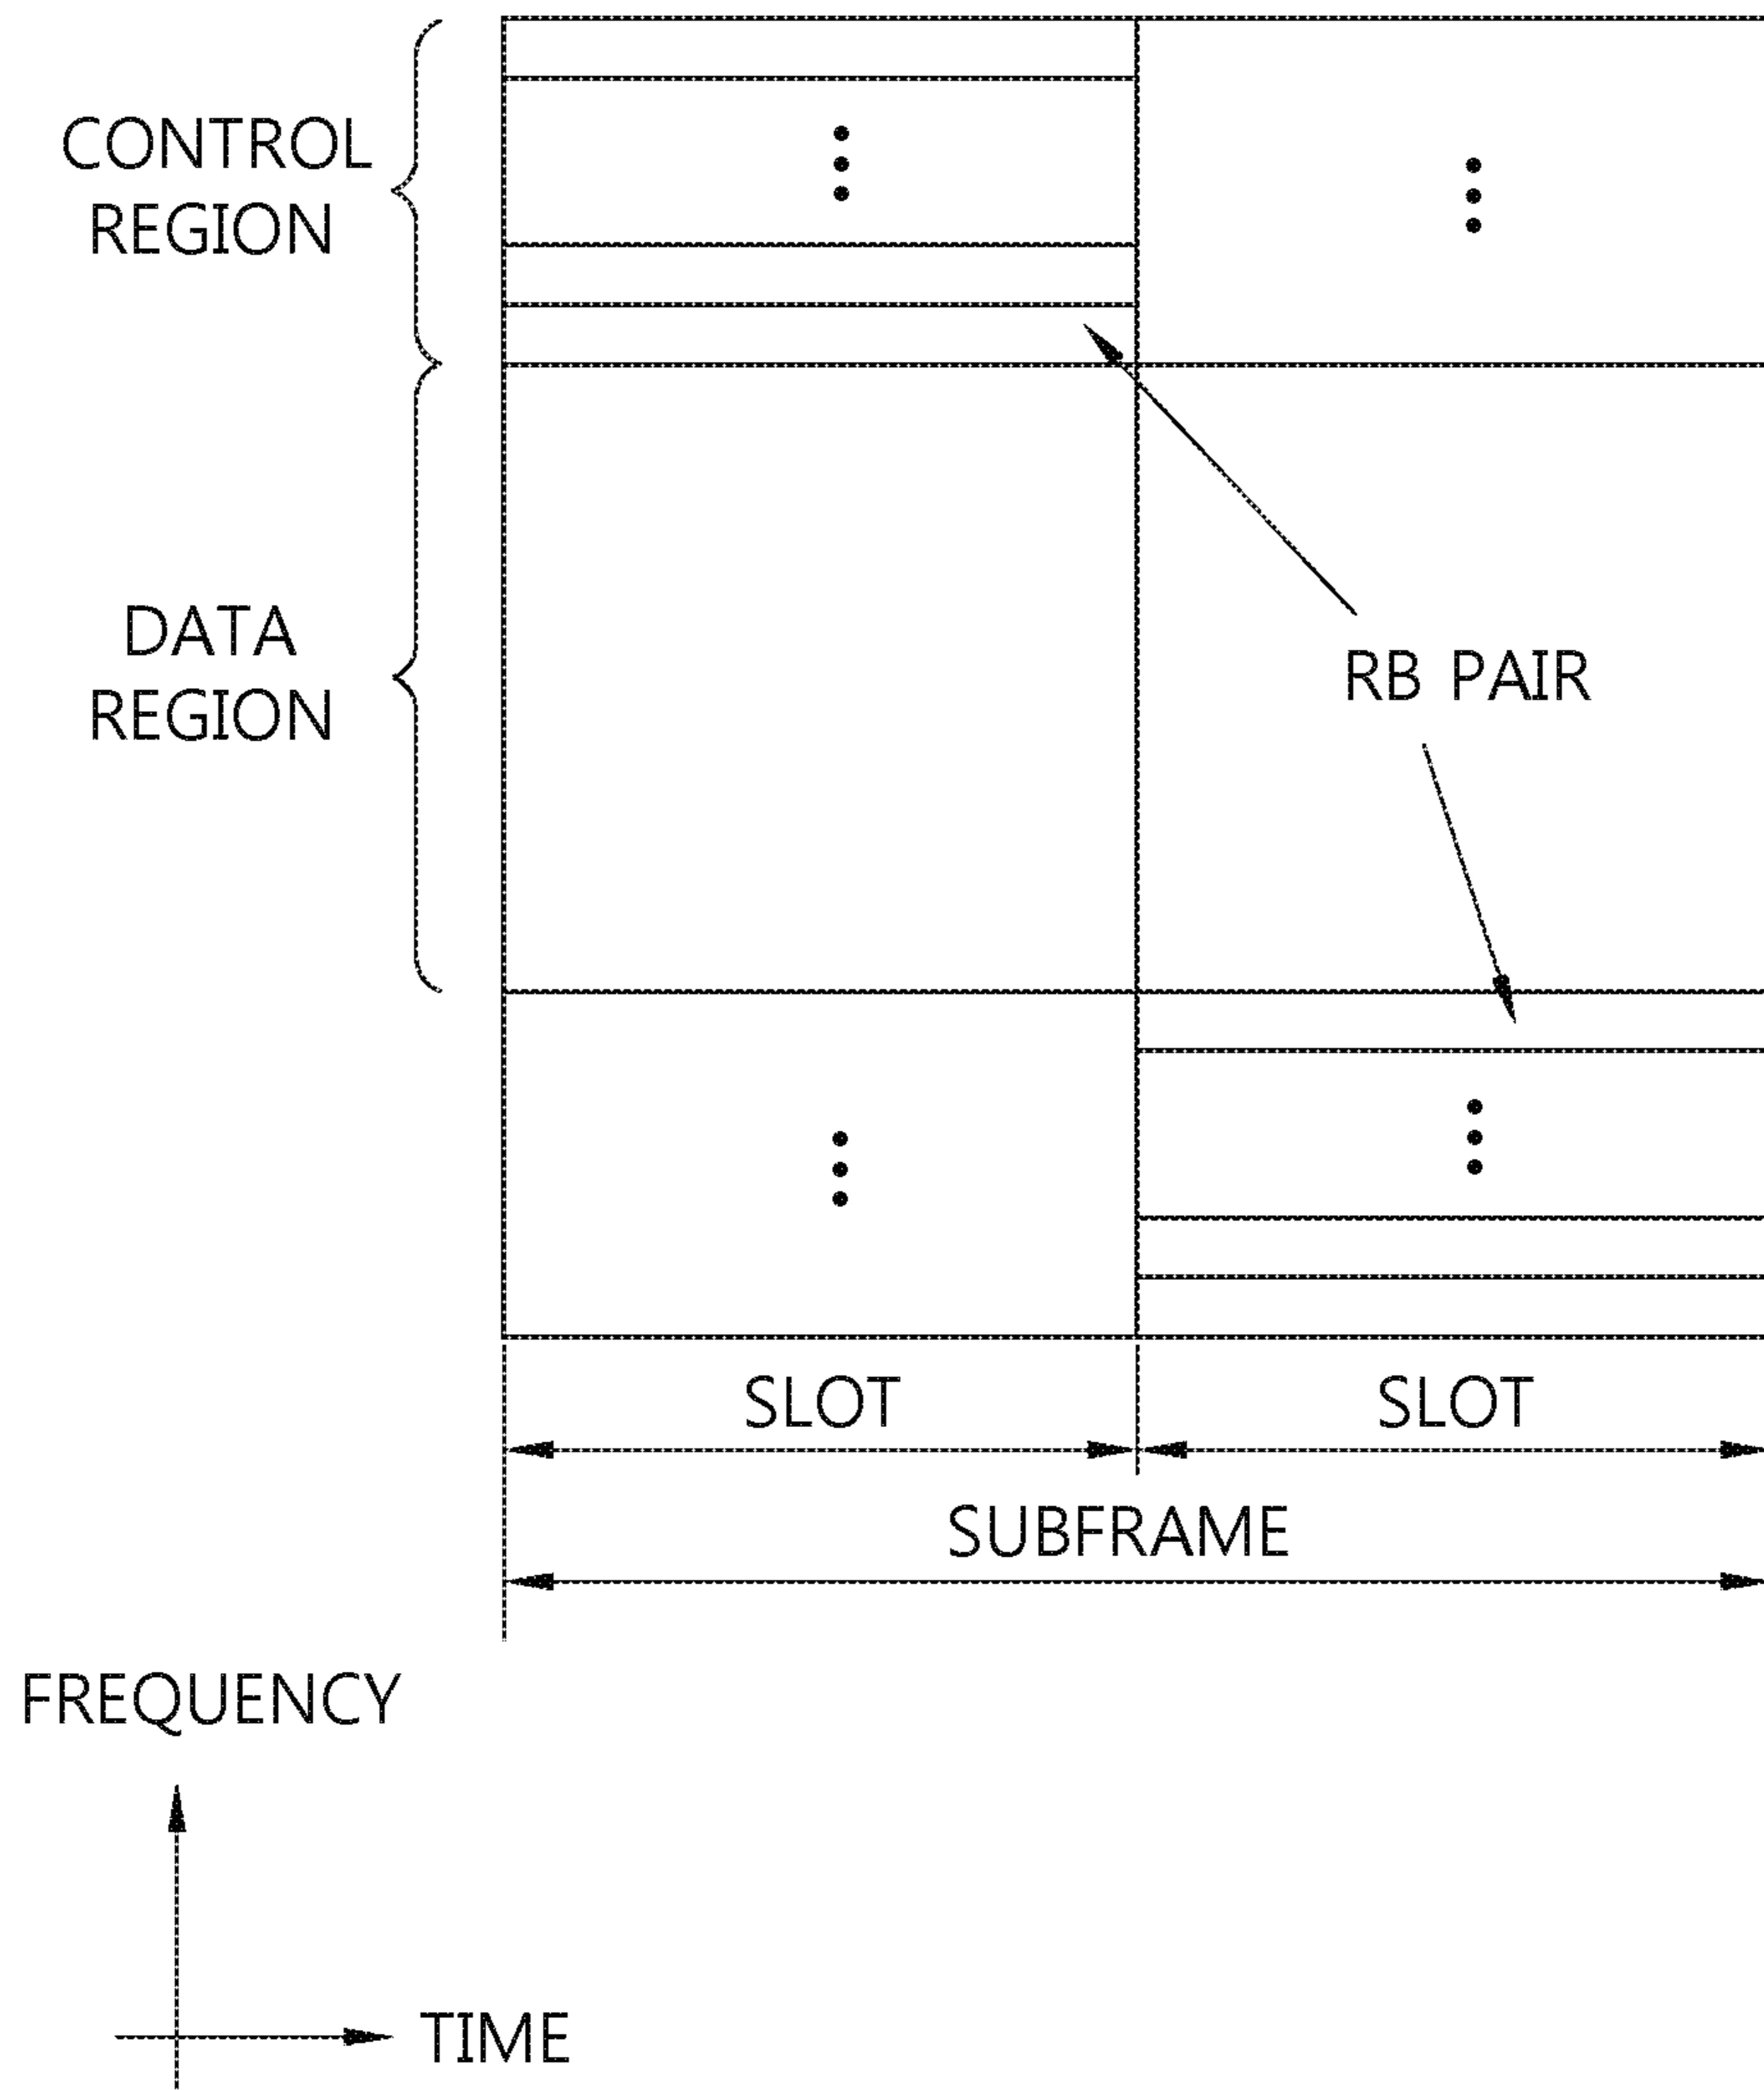 CONTROL
REGION
DATA
REGION
RB PAIR
SLOT
SLOT
SUBFRAME
FREQUENCY
TIME